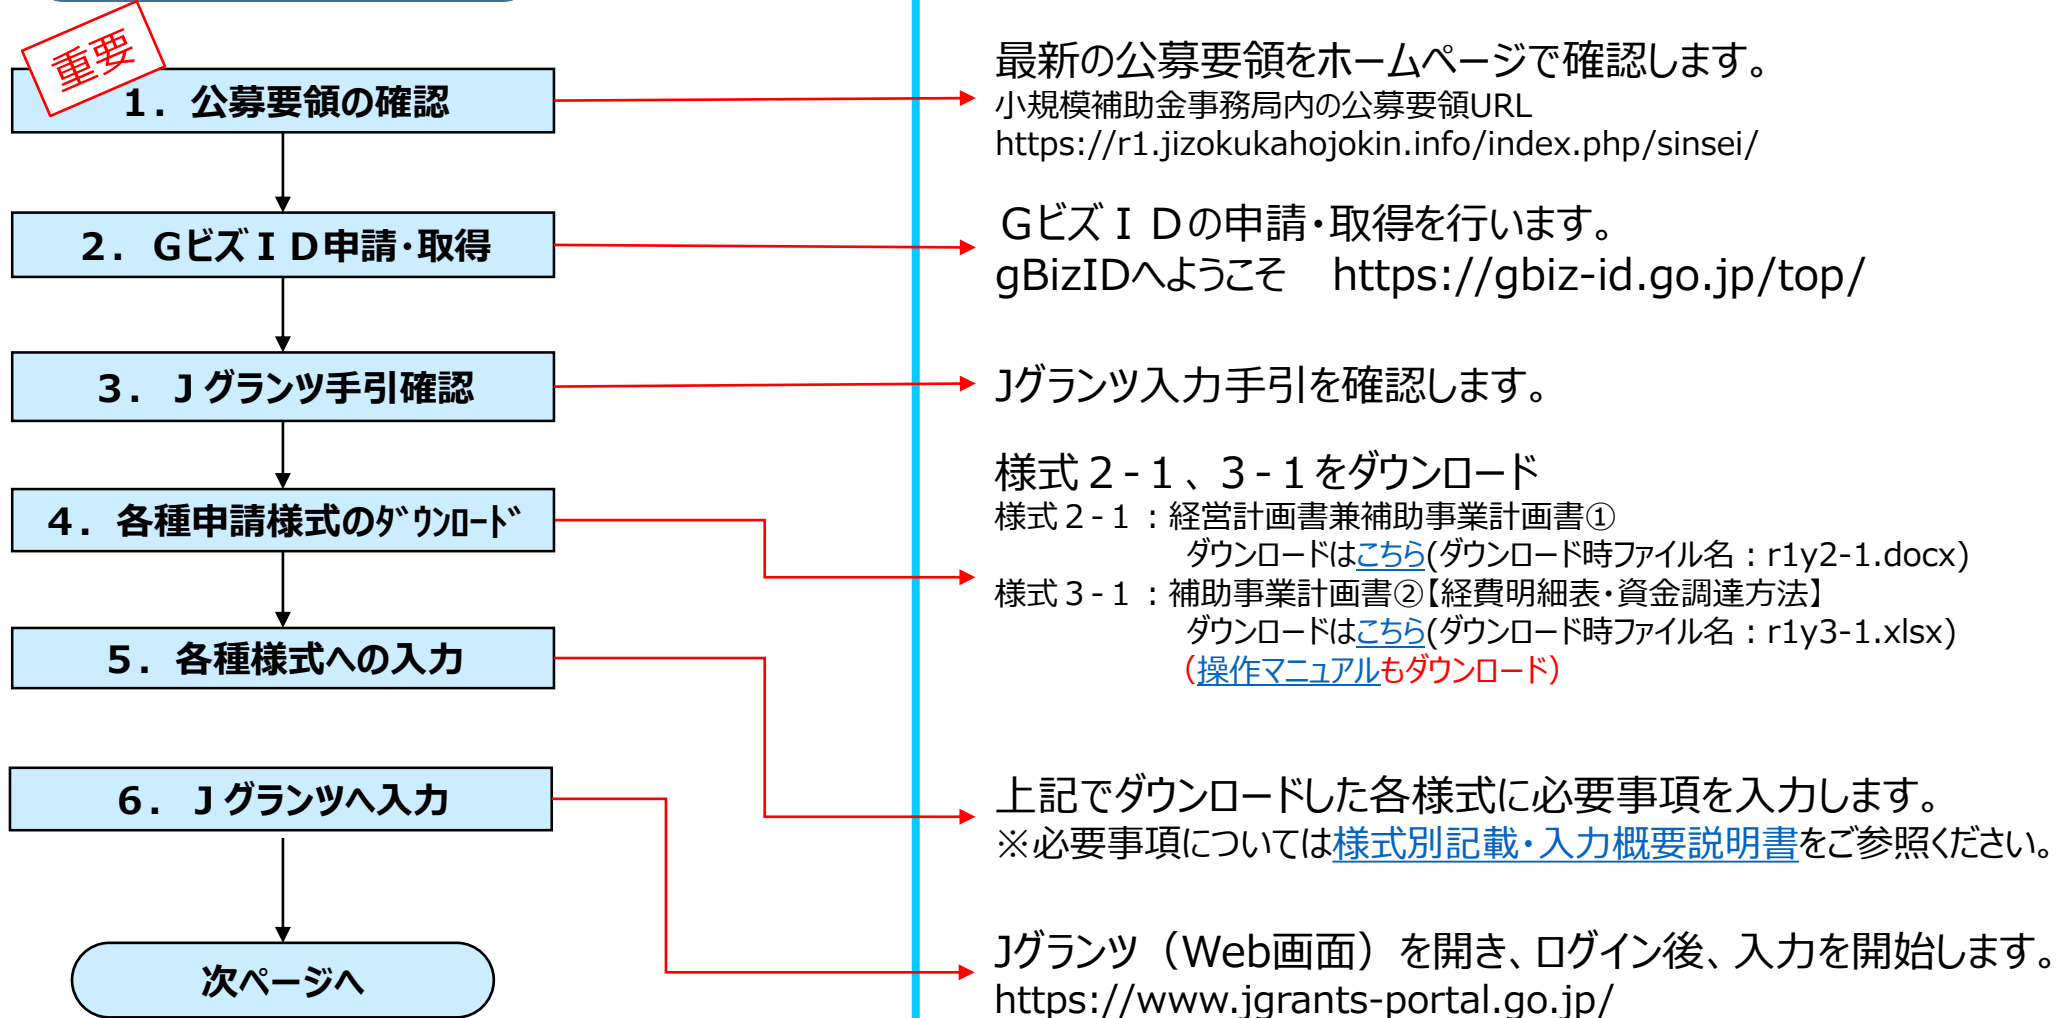 重要
1．公募要領の確認
2．GビズＩＤ申請・取得
3．Ｊグランツ手引確認
4．各種申請様式のﾀﾞｳﾝﾛｰﾄﾞ
5．各種様式への入力
6．Ｊグランツへ入力
次ページへ
最新の公募要領をホームページで確認します。
小規模補助金事務局内の公募要領URL
https://r1.jizokukahojokin.info/index.php/sinsei/
GビズＩＤの申請・取得を行います。
gBizIDへようこそ　https://gbiz-id.go.jp/top/
Jグランツ入力手引を確認します。
様式２-１、３-１をダウンロード
様式２-１：経営計画書兼補助事業計画書①
ダウンロードはこちら(ダウンロード時ファイル名：r1y2-1.docx)
様式３-１：補助事業計画書②【経費明細表・資金調達方法】
ダウンロードはこちら(ダウンロード時ファイル名：r1y3-1.xlsx)
（操作マニュアルもダウンロード）
上記でダウンロードした各様式に必要事項を入力します。
※必要事項については様式別記載・入力概要説明書をご参照ください。
Jグランツ（Web画面）を開き、ログイン後、入力を開始します。
https://www.jgrants-portal.go.jp/